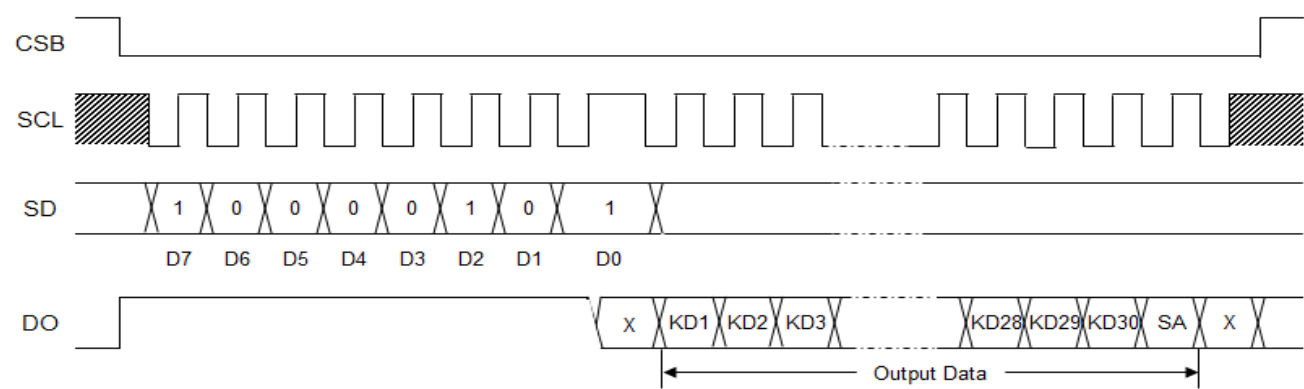 CSB
SCL
SD 1 0 0 0 0 1 0 1
D7 D6 D5 D4 D3 D2 D1 D0
DO X KD1 KD2 KD3 KD28 KD29 KD30 SA X
Output Data